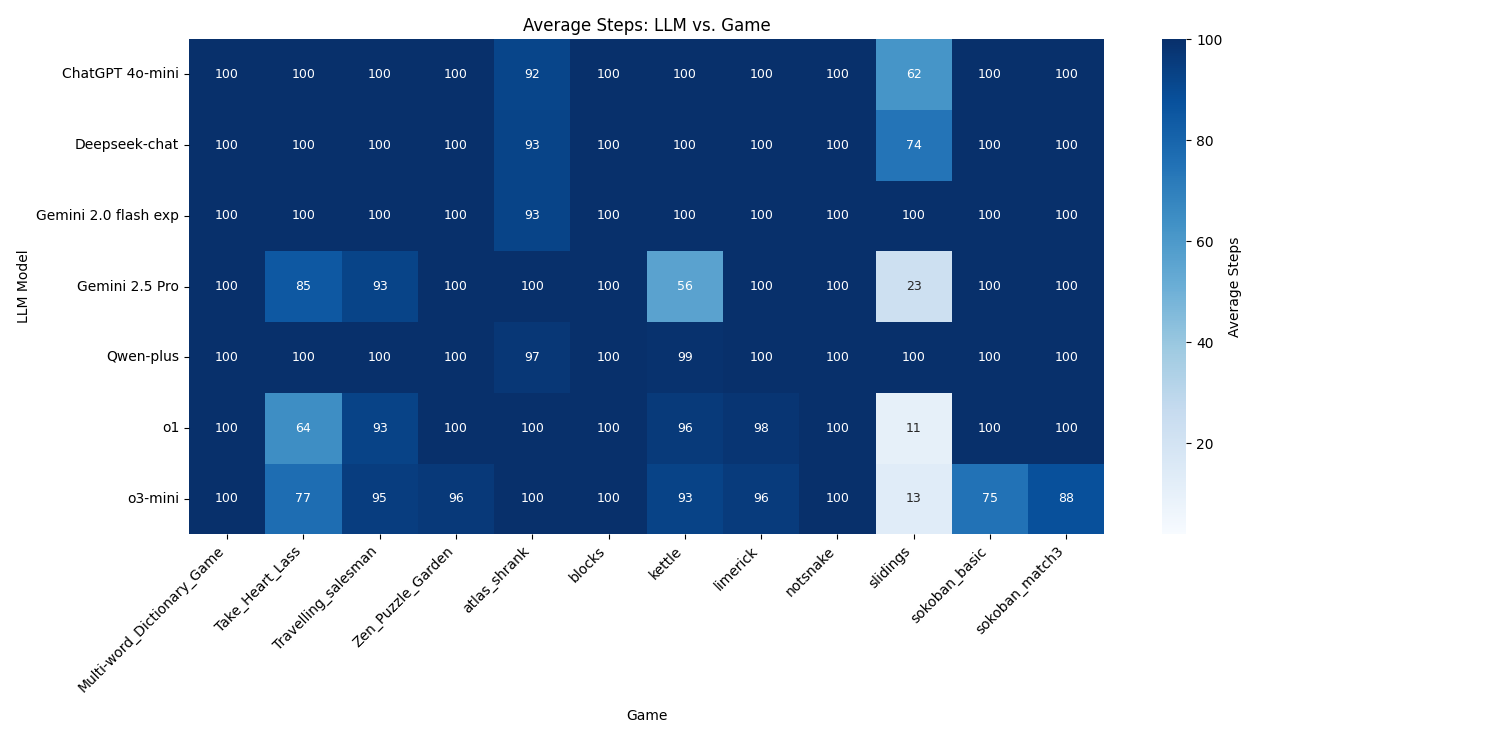 Average Steps: LLM vs. Game
LLM Model
ChatGPT 4o-mini 100 100 100 100 92 100 100 100 100 62 100 100
Deepseek-chat 100 100 100 100 93 100 100 100 100 74 100 100
Gemini 2.0 flash exp 100 100 100 100 93 100 100 100 100 100 100 100
Gemini 2.5 Pro 100 85 93 100 100 100 56 100 100 23 100 100
Qwen-plus 100 100 100 100 97 100 99 100 100 100 100 100
o1 100 64 93 100 100 100 96 98 100 11 100 100
o3-mini 100 77 95 96 100 100 93 96 100 13 75 88
Multi-word_Dictionary_Game
Take_Heart_Lass
Travelling_salesman
Zen_Puzzle_Garden
atlas_shrank
blocks
kettle
limerick
notsnake
slidings
sokoban_basic
sokoban_match3
Game
100
80
60
40
20
Average Steps